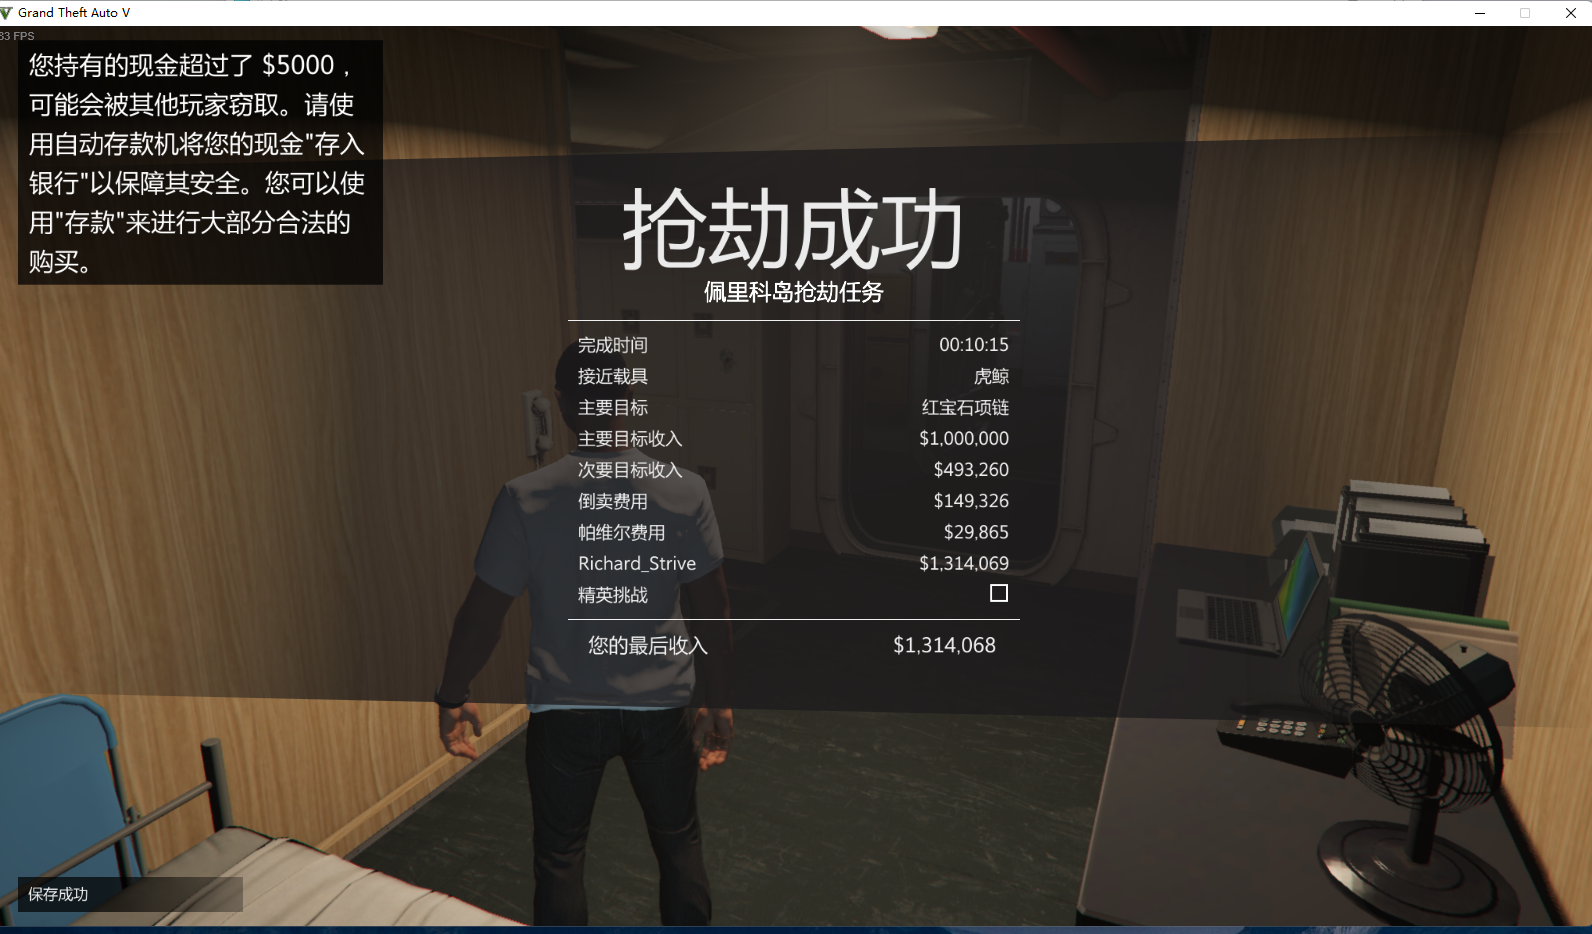 Grand Theft Auto V
33 FPS
您持有的现金超过了 $5000，
可能会被其他玩家窃取。请使
用自动存款机将您的现金"存入
银行"以保障其安全。您可以使
用"存款"来进行大部分合法的
购买。
抢劫成功
佩里科岛抢劫任务
完成时间 00:10:15
接近载具 虎鲸
主要目标 红宝石项链
主要目标收入 $1,000,000
次要目标收入 $493,260
倒卖费用 $149,326
帕维尔费用 $29,865
Richard_Strive $1,314,069
精英挑战
您的最后收入 $1,314,068
保存成功